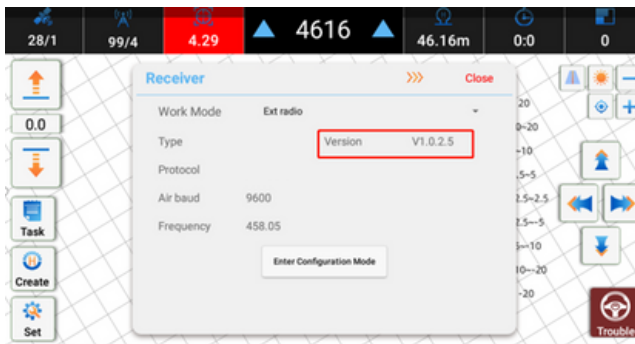 28/1 99/4 4.29 4616 46.16m 0:0 0
Receiver >>> Close
Work Mode Ext radio
Type Version V1.0.2.5
Protocol
Air baud 9600
Frequency 458.05
Enter Configuration Mode
0.0
Task
Create
Set
20
0~20
~10
.5~5
2.5~2.5
2.5~-5
5~-10
10~-20
-20
Trouble